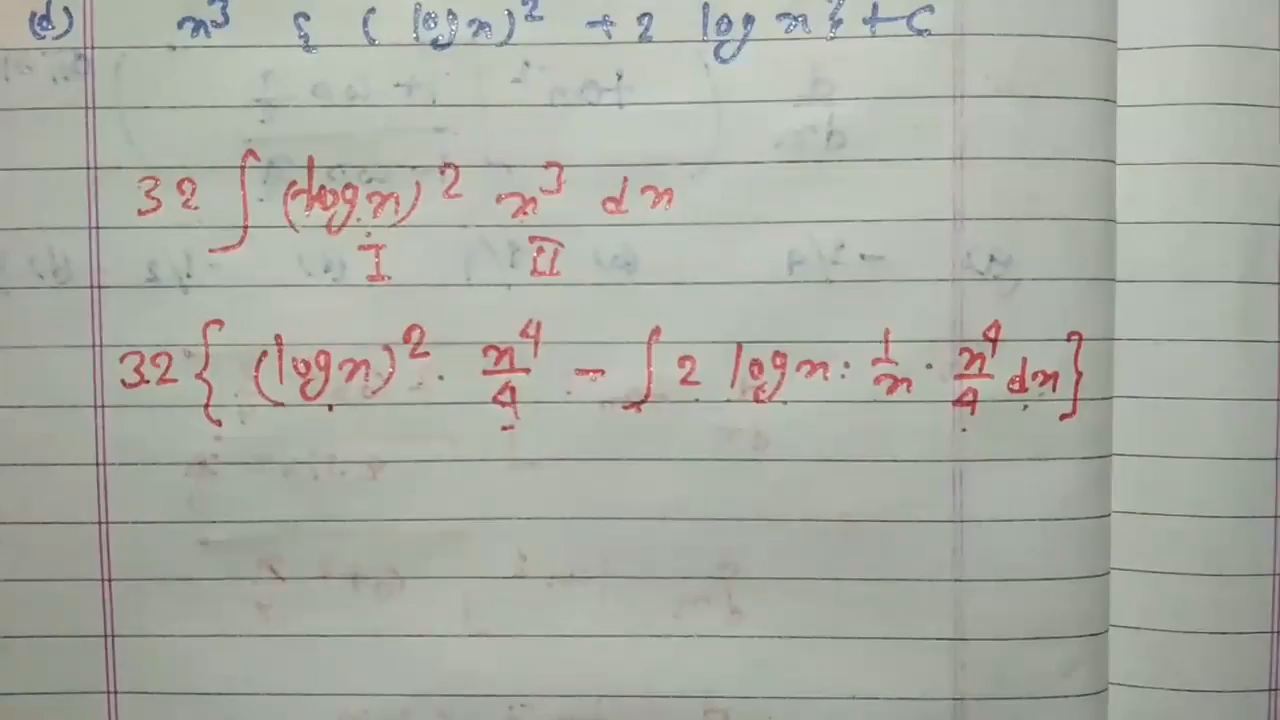 (d) x³ { (log x)² + 2 log x } + C
32 ∫ (log x)² x³ dx
I II
32 { (log x)² · x⁴/4 - ∫ 2 log x · 1/x · x⁴/4 dx }